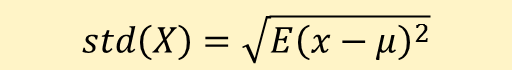 std(X) = √E(x − μ)²